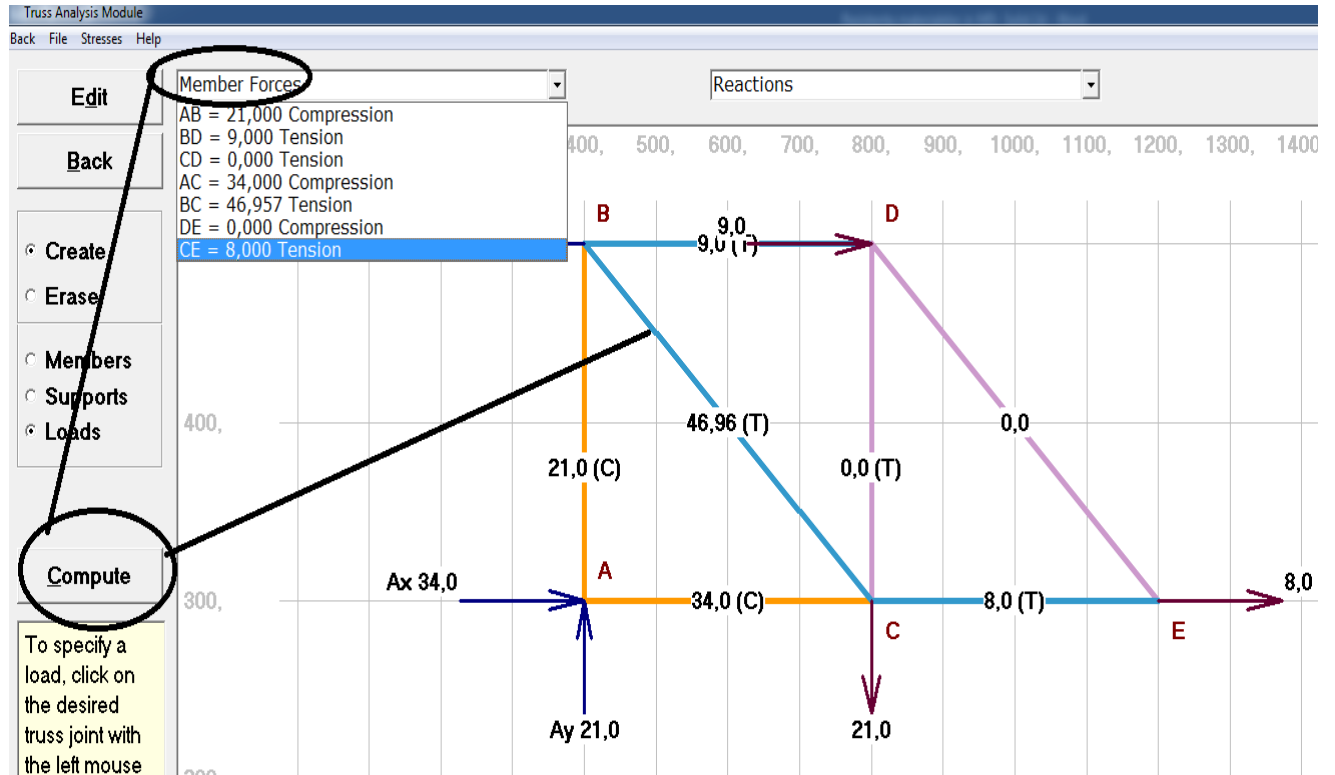 Truss Analysis Module
Back File Stresses Help
Edit
Member Forces
Reactions
AB = 21,000 Compression
BD = 9,000 Tension
CD = 0,000 Tension
AC = 34,000 Compression
BC = 46,957 Tension
DE = 0,000 Compression
CE = 8,000 Tension
Back
400, 500, 600, 700, 800, 900, 1000, 1100, 1200, 1300, 1400
B
D
9,0
9,0 (T)
Create
Erase
Members
Supports
Loads
400,
46,96 (T)
0,0
21,0 (C)
0,0 (T)
Compute
Ax 34,0
A
300,
34,0 (C)
8,0 (T)
8,0
C
E
Ay 21,0
21,0
To specify a
load, click on
the desired
truss joint with
the left mouse